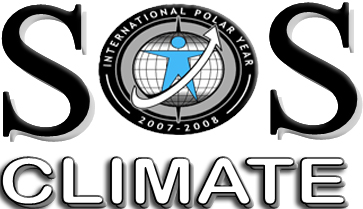 S S
INTERNATIONAL POLAR YEAR
2007-2008
CLIMATE